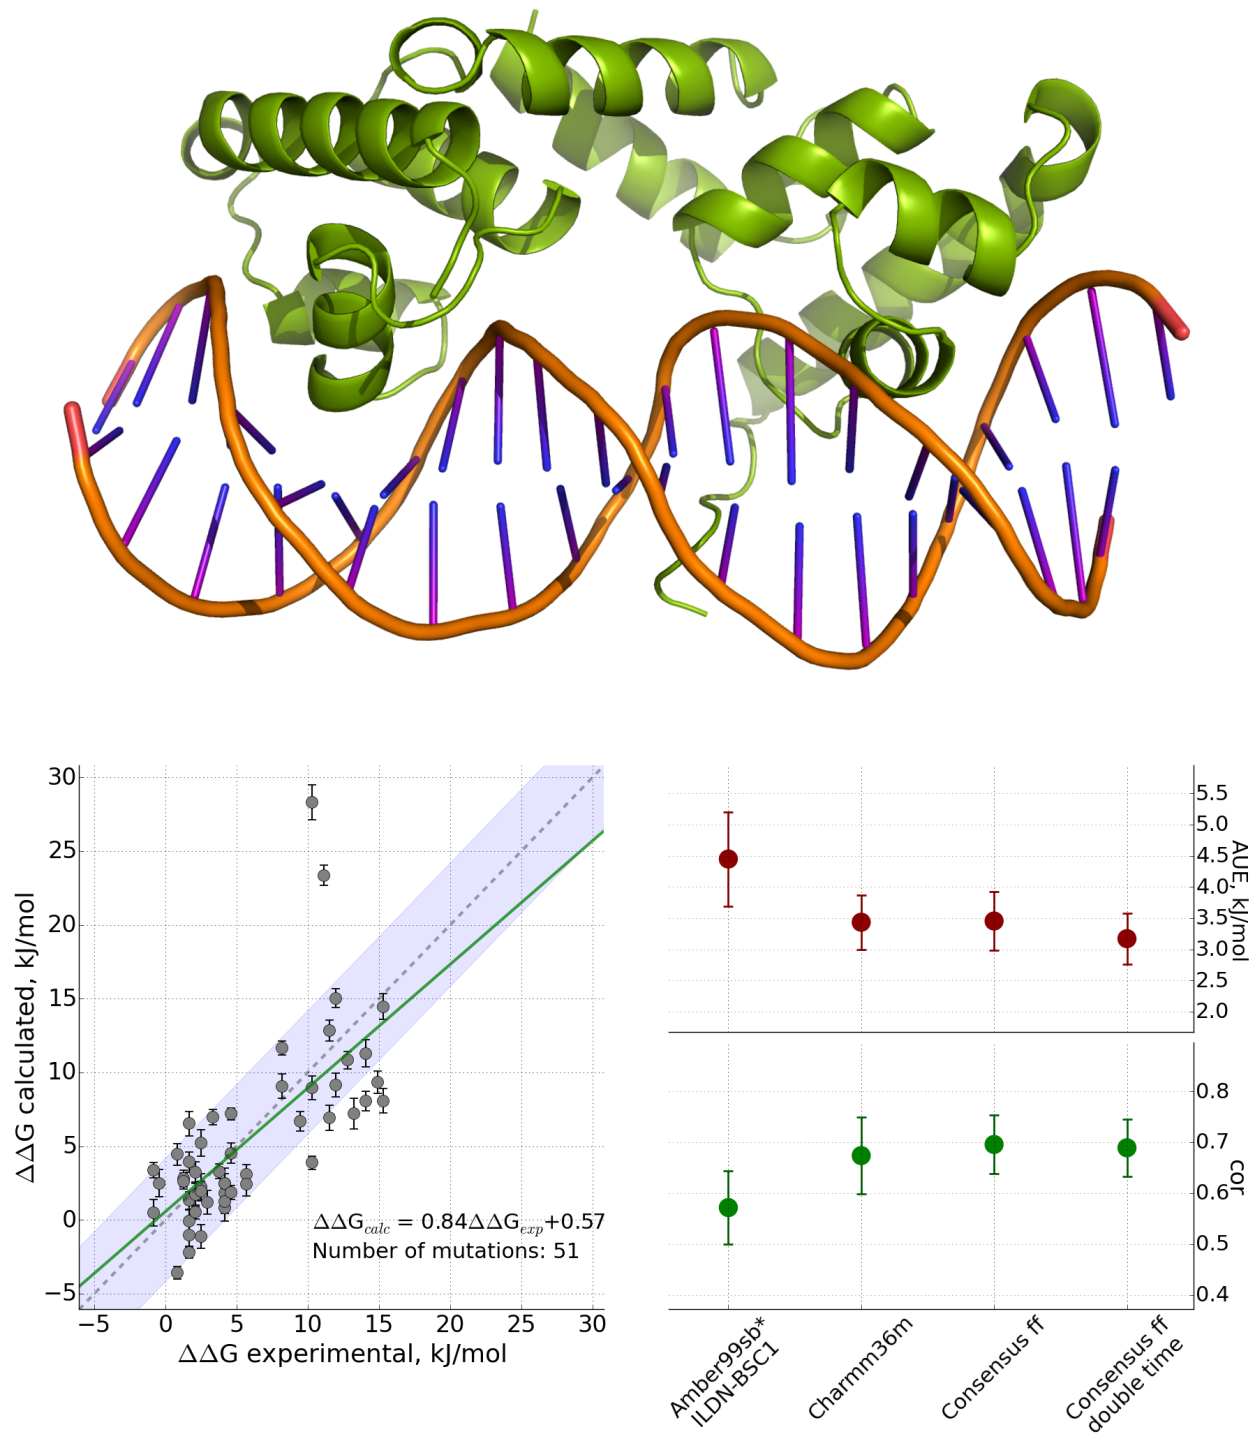 30
25
20
15
10
5
0
−5
ΔΔG calculated, kJ/mol
ΔΔGcalc = 0.84ΔΔGexp+0.57
Number of mutations: 51
−5 0 5 10 15 20 25 30
ΔΔG experimental, kJ/mol
5.5
5.0
4.5
4.0
3.5
3.0
2.5
2.0
AUE, kJ/mol
0.8
0.7
0.6
0.5
0.4
cor
Amber99sb*
ILDN-BSC1
Charmm36m
Consensus ff
Consensus ff
double time